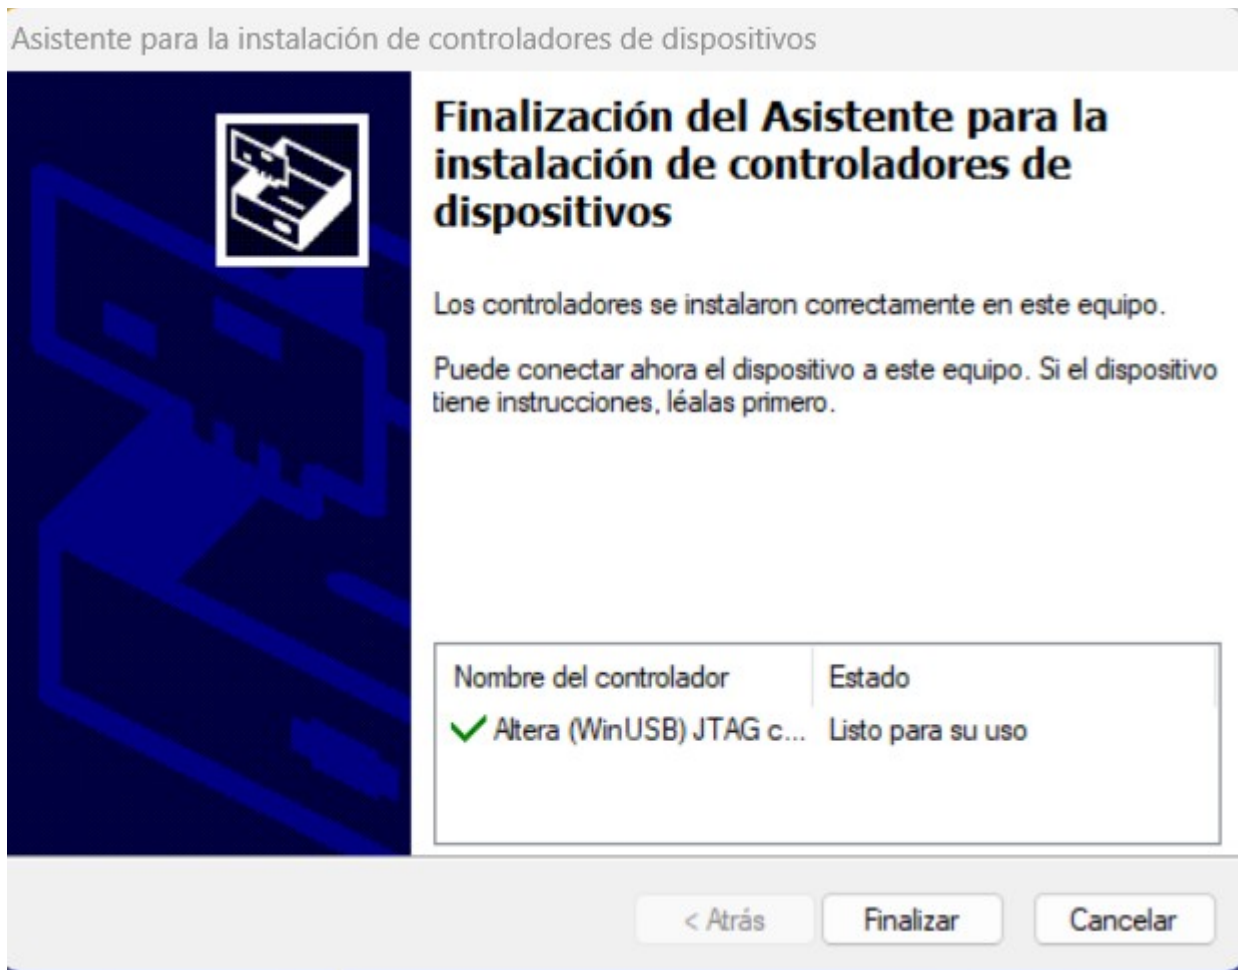 Asistente para la instalación de controladores de dispositivos
Finalización del Asistente para la
instalación de controladores de
dispositivos
Los controladores se instalaron correctamente en este equipo.
Puede conectar ahora el dispositivo a este equipo. Si el dispositivo
tiene instrucciones, léalas primero.
Nombre del controlador Estado
Altera (WinUSB) JTAG c... Listo para su uso
< Atrás Finalizar Cancelar